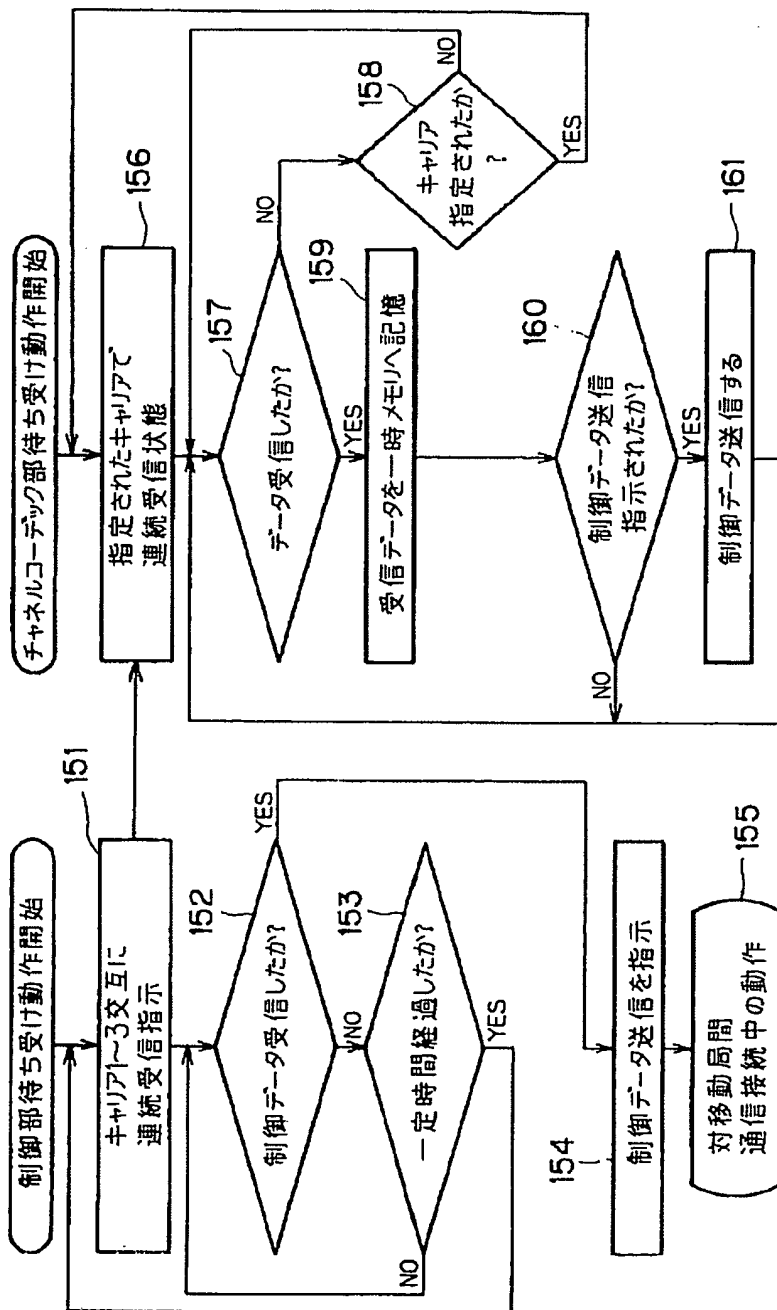 制御部待ち受け動作開始
151
キャリア1~3交互に
連続受信指示
152
制御データ受信したか?
YES
NO
153
一定時間経過したか?
NO
YES
154
制御データ送信を指示
155
対移動局間
通信接続中の動作
チャネルコーデック部待ち受け動作開始
156
指定されたキャリアで
連続受信状態
157
データ受信したか?
NO
YES
158
キャリア
指定されたか
?
NO
YES
159
受信データを一時メモリへ記憶
160
制御データ送信
指示されたか?
NO
YES
161
制御データ送信する